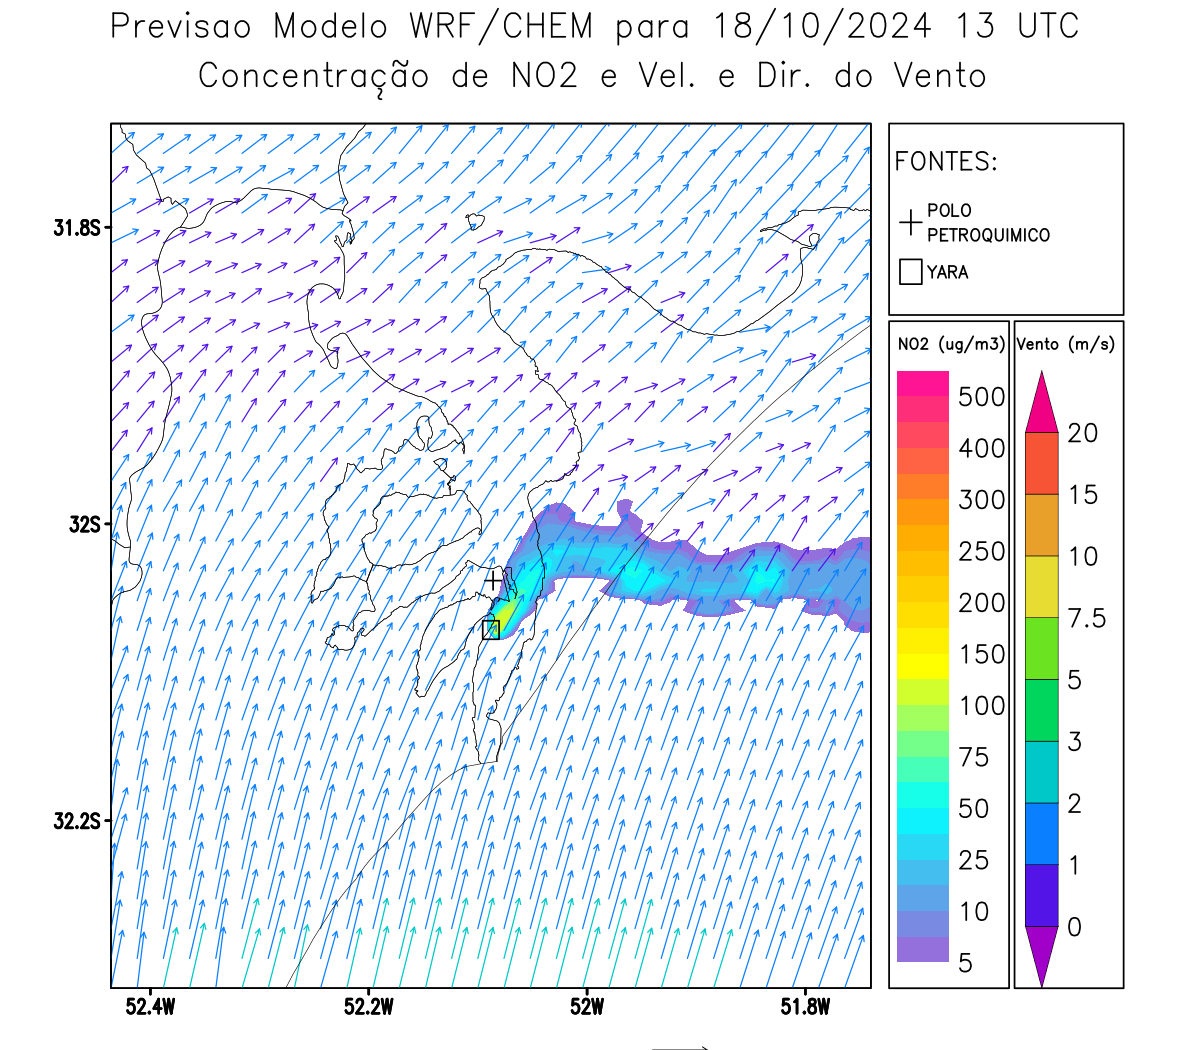 Previsao Modelo WRF/CHEM para 18/10/2024 13 UTC
Concentração de NO2 e Vel. e Dir. do Vento
FONTES:
POLO
PETROQUIMICO
YARA
NO2 (ug/m3)
500
400
300
250
200
150
100
75
50
25
10
5
Vento (m/s)
20
15
10
7.5
5
3
2
1
0
31.8S
32S
32.2S
52.4W
52.2W
52W
51.8W